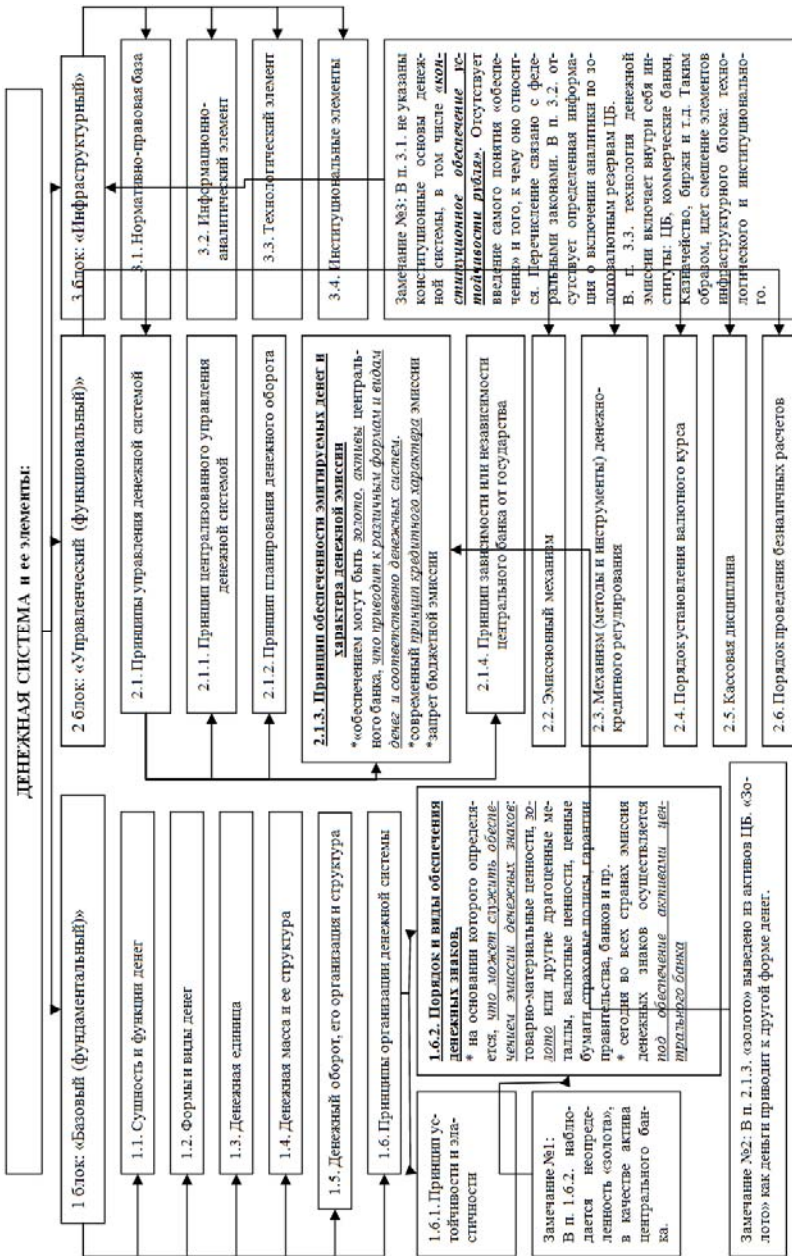 ДЕНЕЖНАЯ СИСТЕМА и ее элементы:
1 блок: «Базовый (фундаментальный)»
1.1. Сущность и функции денег
1.2. Формы и виды денег
1.3. Денежная единица
1.4. Денежная масса и ее структура
1.5. Денежный оборот, его организация и структура
1.6. Принципы организации денежной системы
1.6.1. Принцип ус-
тойчивости и эла-
стичности
1.6.2. Порядок и виды обеспечения
денежных знаков,
* на основании которого определя-
ется, что может служить обеспе-
чением эмиссии денежных знаков:
товарно-материальные ценности, зо-
лото или другие драгоценные ме-
таллы, валютные ценности, ценные
бумаги, страховые полисы, гарантии
правительства, банков и пр.
* сегодня во всех странах эмиссия
денежных знаков осуществляется
под обеспечение активами цен-
трального банка
Замечание №1:
В п. 1.6.2. наблю-
дается неопреде-
ленность «золота»,
в качестве актива
центрального бан-
ка.
Замечание №2: В п. 2.1.3. «золото» выведено из активов ЦБ. «Зо-
лото» как деньги приводит к другой форме денег.
2 блок: «Управленческий (функциональный)»
2.1. Принципы управления денежной системой
2.1.1. Принцип централизованного управления
денежной системой
2.1.2. Принцип планирования денежного оборота
2.1.3. Принцип обеспеченности эмитируемых денег и
характера денежной эмиссии
*«обеспечением могут быть золото, активы централь-
ного банка, что приводит к различным формам и видам
денег и соответственно денежных систем.
*современный принцип кредитного характера эмиссии
*запрет бюджетной эмиссии
2.1.4. Принцип зависимости или независимости
центрального банка от государства
2.2. Эмиссионный механизм
2.3. Механизм (методы и инструменты) денежно-
кредитного регулирования
2.4. Порядок установления валютного курса
2.5. Кассовая дисциплина
2.6. Порядок проведения безналичных расчетов
3 блок: «Инфраструктурный»
3.1. Нормативно-правовая база
3.2. Информационно-
аналитический элемент
3.3. Технологический элемент
3.4. Институциональные элементы
Замечание №3: В п. 3.1. не указаны
конституционные основы денеж-
ной системы, в том числе «кон-
ституционное обеспечение ус-
тойчивости рубля». Отсутствует
введение самого понятия «обеспе-
чения» и того, к чему оно относит-
ся. Перечисление связано с феде-
ральными законами. В п. 3.2. от-
сутствует определенная информа-
ция о включении аналитики по зо-
лотовалютным резервам ЦБ.
В. п. 3.3. технология денежной
эмиссии включает внутри себя ин-
ституты: ЦБ, коммерческие банки,
Казначейство, биржи и т.д. Таким
образом, идет смешение элементов
инфраструктурного блока: техно-
логического и институционально-
го.